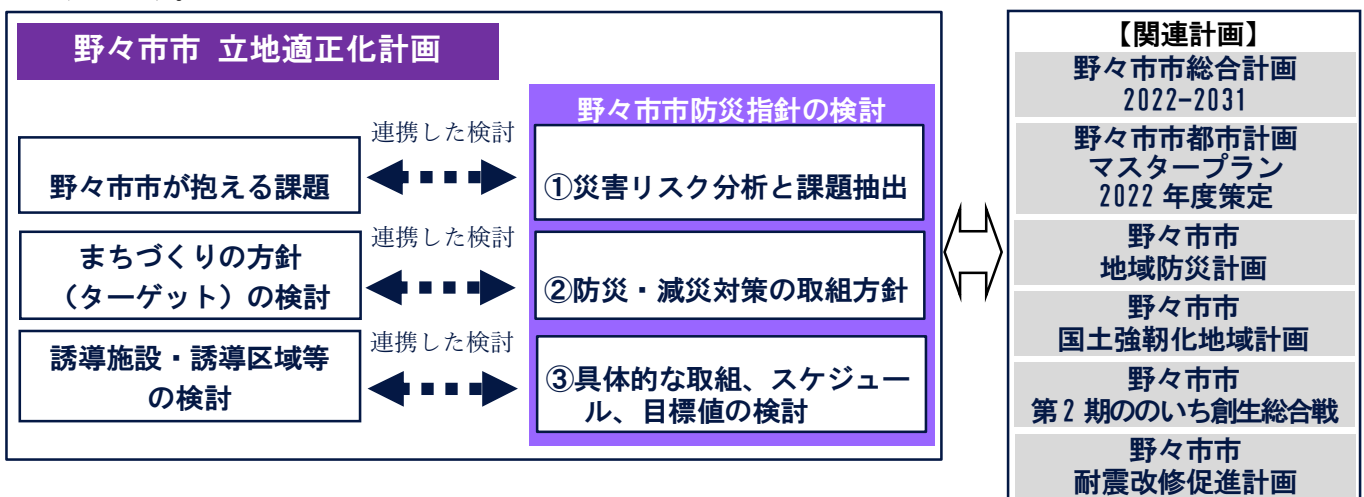 野々市市 立地適正化計画
野々市市防災指針の検討
連携した検討
野々市市が抱える課題
①災害リスク分析と課題抽出
連携した検討
まちづくりの方針
（ターゲット）の検討
②防災・減災対策の取組方針
連携した検討
誘導施設・誘導区域等
の検討
③具体的な取組、スケジュー
ル、目標値の検討
【関連計画】
野々市市総合計画
2022-2031
野々市市都市計画
マスタープラン
2022 年度策定
野々市市
地域防災計画
野々市市
国土強靭化地域計画
野々市市
第2 期ののいち創生総合戦
野々市市
耐震改修促進計画